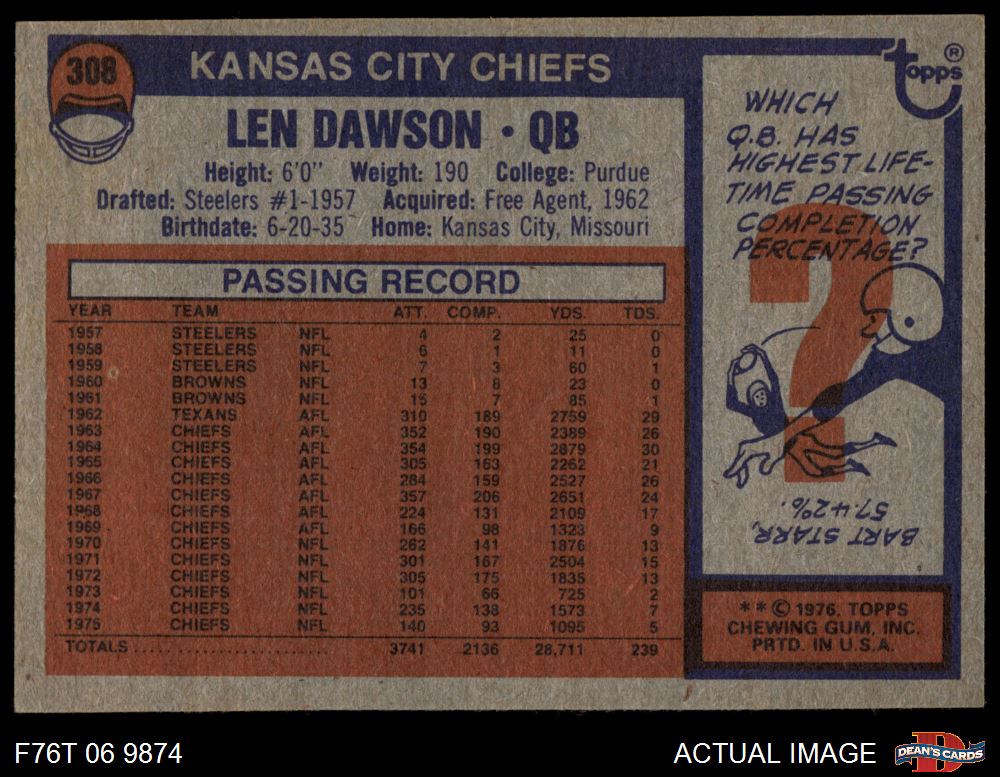 308
KANSAS CITY CHIEFS
LEN DAWSON • QB
Height: 6'0" Weight: 190 College: Purdue
Drafted: Steelers #1-1957 Acquired: Free Agent, 1962
Birthdate: 6-20-35 Home: Kansas City, Missouri
PASSING RECORD
YEAR TEAM ATT. COMP. YDS. TDS.
1957 STEELERS NFL 4 2 25 0
1958 STEELERS NFL 6 1 11 0
1959 STEELERS NFL 7 3 60 1
1960 BROWNS NFL 13 8 23 0
1961 BROWNS NFL 15 7 85 1
1962 TEXANS AFL 310 189 2759 29
1963 CHIEFS AFL 352 190 2389 26
1964 CHIEFS AFL 354 199 2879 30
1965 CHIEFS AFL 305 163 2262 21
1966 CHIEFS AFL 284 159 2527 26
1967 CHIEFS AFL 357 206 2651 24
1968 CHIEFS AFL 224 131 2109 17
1969 CHIEFS AFL 166 98 1323 9
1970 CHIEFS NFL 262 141 1876 13
1971 CHIEFS NFL 301 167 2504 15
1972 CHIEFS NFL 305 175 1835 13
1973 CHIEFS NFL 101 66 725 2
1974 CHIEFS NFL 235 138 1573 7
1975 CHIEFS NFL 140 93 1095 5
TOTALS........................ 3741 2136 28,711 239
Topps ®
WHICH
Q.B. HAS
HIGHEST LIFE-
TIME PASSING
COMPLETION
PERCENTAGE?
?
BART STARR,
57.42%.
** © 1976, TOPPS
CHEWING GUM, INC.
PRTD. IN U.S.A.
F76T 06 9874
ACTUAL IMAGE
D
DEAN'S CARDS